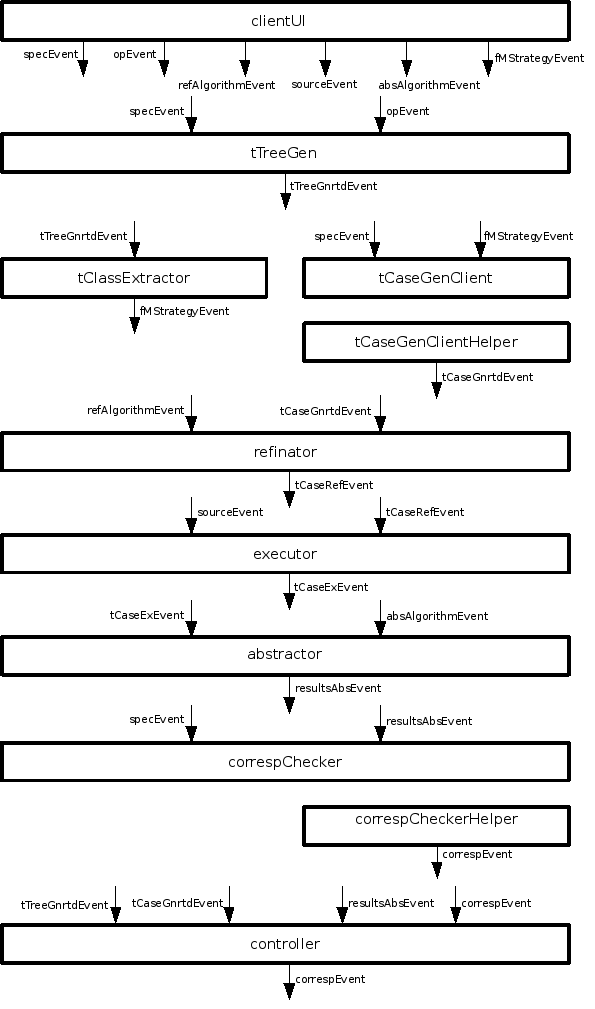 clientUI
specEvent
opEvent
refAlgorithmEvent
sourceEvent
absAlgorithmEvent
fMStrategyEvent
specEvent
opEvent
tTreeGen
tTreeGnrtdEvent
tTreeGnrtdEvent
specEvent
fMStrategyEvent
tClassExtractor
tCaseGenClient
fMStrategyEvent
tCaseGenClientHelper
tCaseGnrtdEvent
refAlgorithmEvent
tCaseGnrtdEvent
refinator
tCaseRefEvent
sourceEvent
tCaseRefEvent
executor
tCaseExEvent
tCaseExEvent
absAlgorithmEvent
abstractor
resultsAbsEvent
specEvent
resultsAbsEvent
correspChecker
correspCheckerHelper
correspEvent
tTreeGnrtdEvent
tCaseGnrtdEvent
resultsAbsEvent
correspEvent
controller
correspEvent